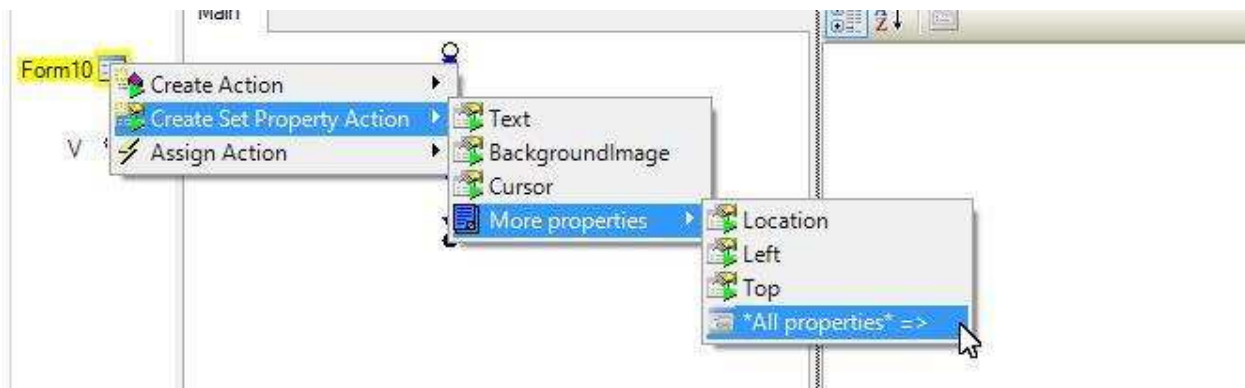 Main
Form10
Create Action
Create Set Property Action
Assign Action
V
Text
BackgroundImage
Cursor
More properties
Location
Left
Top
*All properties* =>